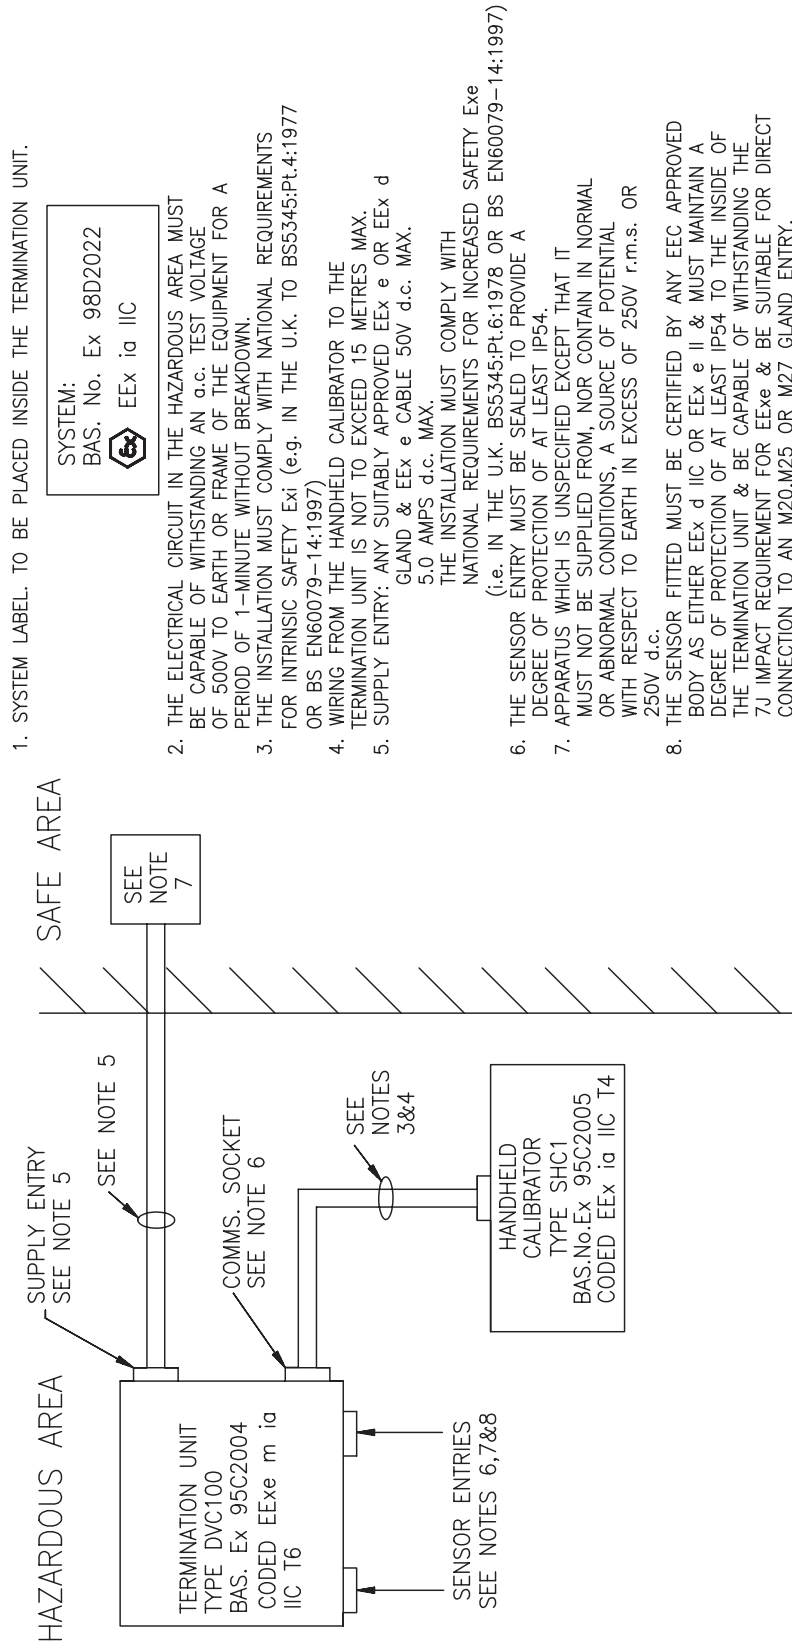 HAZARDOUS AREA
SAFE AREA
SUPPLY ENTRY
SEE NOTE 5
SEE NOTE 5
SEE
NOTE
7
TERMINATION UNIT
TYPE DVC100
BAS. Ex 95C2004
CODED EExe m ia
IIC T6
COMMS. SOCKET
SEE NOTE 6
SEE
NOTES
3&4
SENSOR ENTRIES
SEE NOTES 6,7&8
HANDHELD
CALIBRATOR
TYPE SHC1
BAS.No.Ex 95C2005
CODED EEx ia IIC T4
1. SYSTEM LABEL. TO BE PLACED INSIDE THE TERMINATION UNIT.
SYSTEM:
BAS. No. Ex 98D2022
Ex EEx ia IIC
2. THE ELECTRICAL CIRCUIT IN THE HAZARDOUS AREA MUST
BE CAPABLE OF WITHSTANDING AN a.c. TEST VOLTAGE
OF 500V TO EARTH OR FRAME OF THE EQUIPMENT FOR A
PERIOD OF 1-MINUTE WITHOUT BREAKDOWN.
3. THE INSTALLATION MUST COMPLY WITH NATIONAL REQUIREMENTS
FOR INTRINSIC SAFETY Exi (e.g. IN THE U.K. TO BS5345:Pt.4:1977
OR BS EN60079-14:1997)
4. WIRING FROM THE HANDHELD CALIBRATOR TO THE
TERMINATION UNIT IS NOT TO EXCEED 15 METRES MAX.
5. SUPPLY ENTRY: ANY SUITABLY APPROVED EEx e OR EEx d
GLAND & EEx e CABLE 50V d.c. MAX.
5.0 AMPS d.c. MAX.
THE INSTALLATION MUST COMPLY WITH
NATIONAL REQUIREMENTS FOR INCREASED SAFETY Exe
(i.e. IN THE U.K. BS5345:Pt.6:1978 OR BS EN60079-14:1997)
6. THE SENSOR ENTRY MUST BE SEALED TO PROVIDE A
DEGREE OF PROTECTION OF AT LEAST IP54.
7. APPARATUS WHICH IS UNSPECIFIED EXCEPT THAT IT
MUST NOT BE SUPPLIED FROM, NOR CONTAIN IN NORMAL
OR ABNORMAL CONDITIONS, A SOURCE OF POTENTIAL
WITH RESPECT TO EARTH IN EXCESS OF 250V r.m.s. OR
250V d.c.
8. THE SENSOR FITTED MUST BE CERTIFIED BY ANY EEC APPROVED
BODY AS EITHER EEx d IIC OR EEx e II & MUST MAINTAIN A
DEGREE OF PROTECTION OF AT LEAST IP54 TO THE INSIDE OF
THE TERMINATION UNIT & BE CAPABLE OF WITHSTANDING THE
7J IMPACT REQUIREMENT FOR EExe & BE SUITABLE FOR DIRECT
CONNECTION TO AN M20,M25 OR M27 GLAND ENTRY.